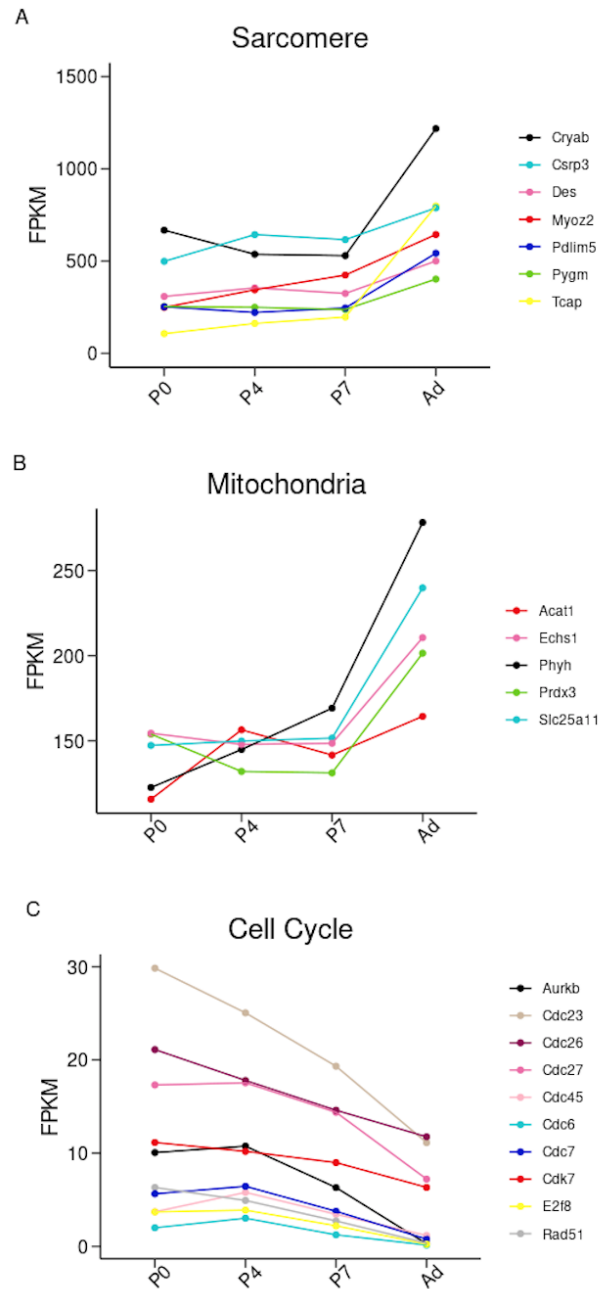 A
Sarcomere
1500
1000
500
0
FPKM
P0
P4
P7
Ad
Cryab
Csrp3
Des
Myoz2
Pdlim5
Pygm
Tcap
B
Mitochondria
250
200
150
FPKM
P0
P4
P7
Ad
Acat1
Echs1
Phyh
Prdx3
Slc25a11
C
Cell Cycle
30
20
10
0
FPKM
P0
P4
P7
Ad
Aurkb
Cdc23
Cdc26
Cdc27
Cdc45
Cdc6
Cdc7
Cdk7
E2f8
Rad51